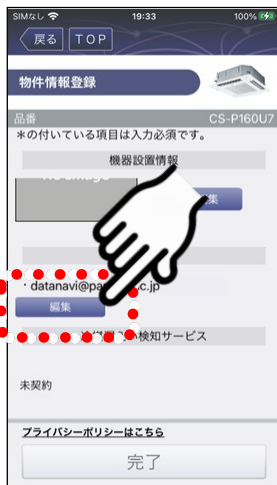 SIMなし 19:33 100%
戻る TOP
物件情報登録
品番 CS-P160U7
*の付いている項目は入力必須です。
機器設置情報
集
・datanavi@pa c.jp
編集
い検知サービス
未契約
プライバシーポリシーはこちら
完了